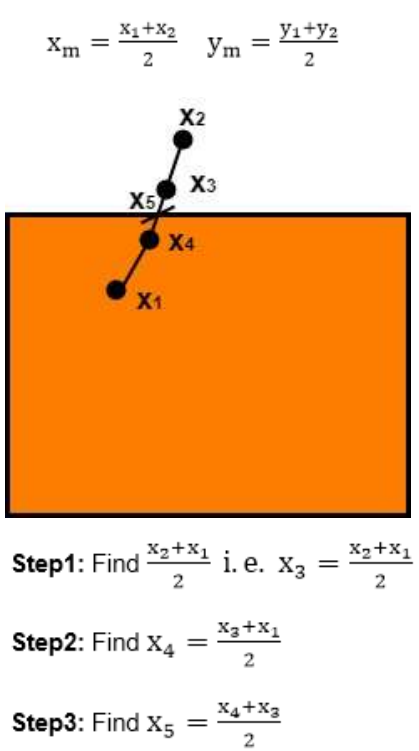 xₘ = (x₁+x₂)/2   yₘ = (y₁+y₂)/2
X2
X3
X5
X4
X1
Step1: Find (x₂+x₁)/2 i. e. x₃ = (x₂+x₁)/2
Step2: Find x₄ = (x₃+x₁)/2
Step3: Find x₅ = (x₄+x₃)/2